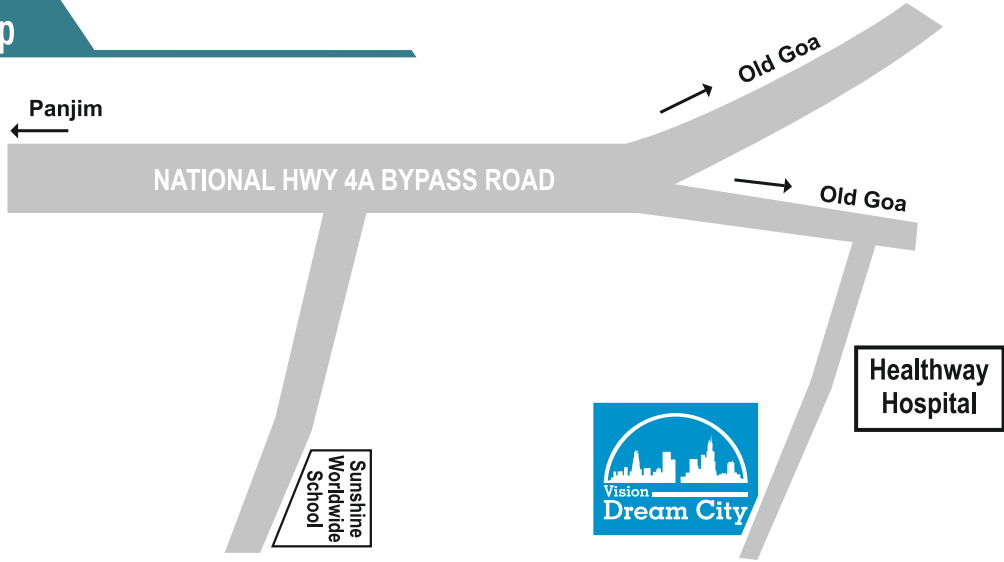 p
Panjim
Old Goa
NATIONAL HWY 4A BYPASS ROAD
Old Goa
Healthway
Hospital
Sunshine
Worldwide
School
Vision
Dream City